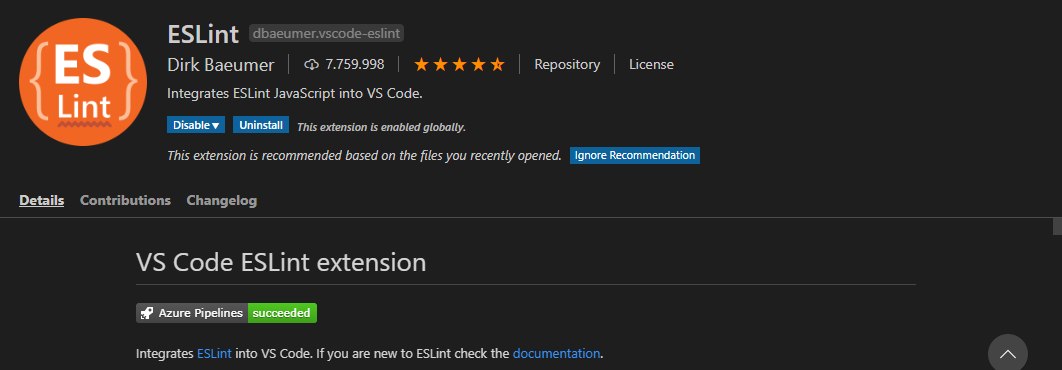 {ES}
Lint
ESLint dbaeumer.vscode-eslint
Dirk Baeumer 7.759.998 Repository License
Integrates ESLint JavaScript into VS Code.
Disable Uninstall This extension is enabled globally.
This extension is recommended based on the files you recently opened. Ignore Recommendation
Details Contributions Changelog
VS Code ESLint extension
Azure Pipelines succeeded
Integrates ESLint into VS Code. If you are new to ESLint check the documentation.